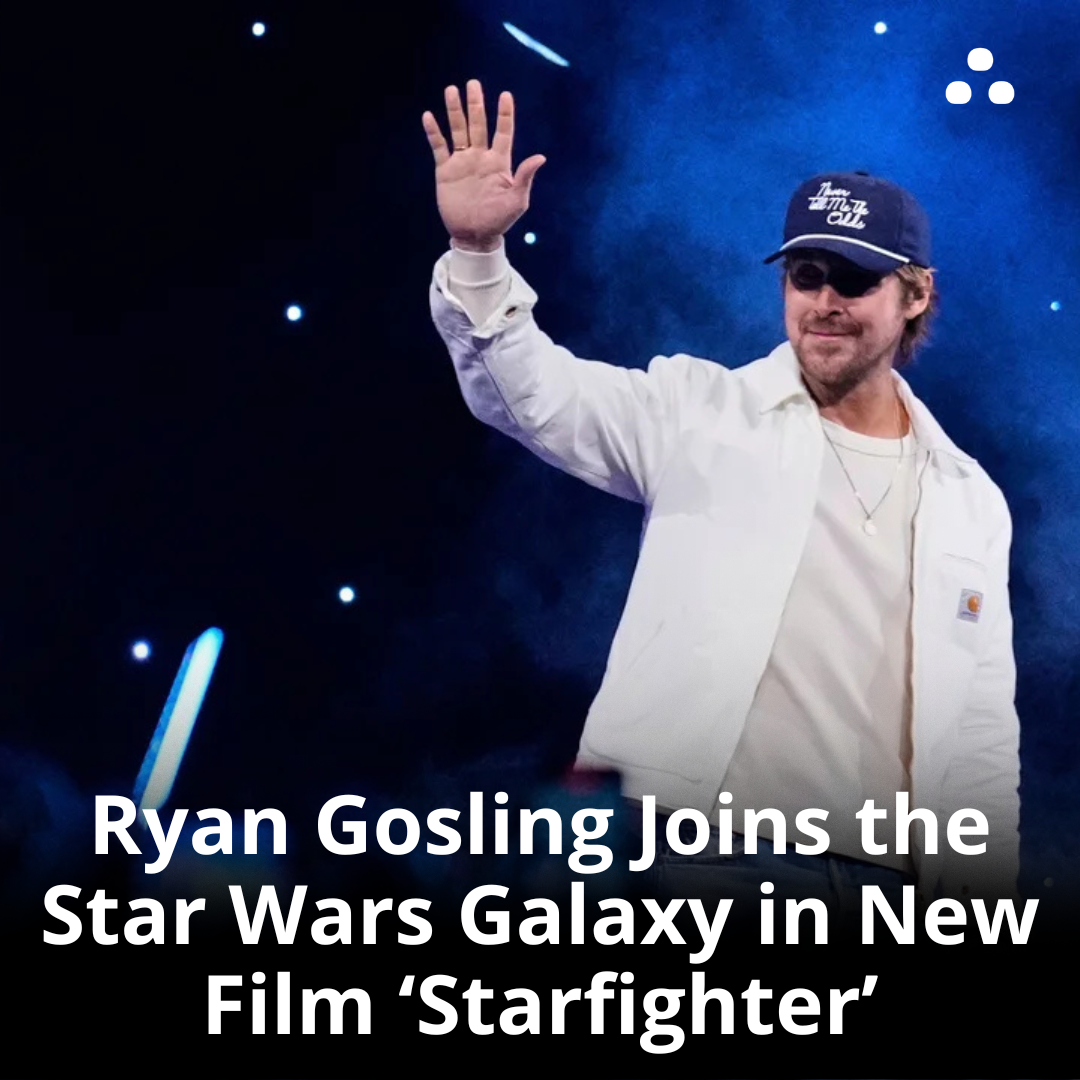 Never
Tell Me The
Odds
Ryan Gosling Joins the
Star Wars Galaxy in New
Film ‘Starfighter’